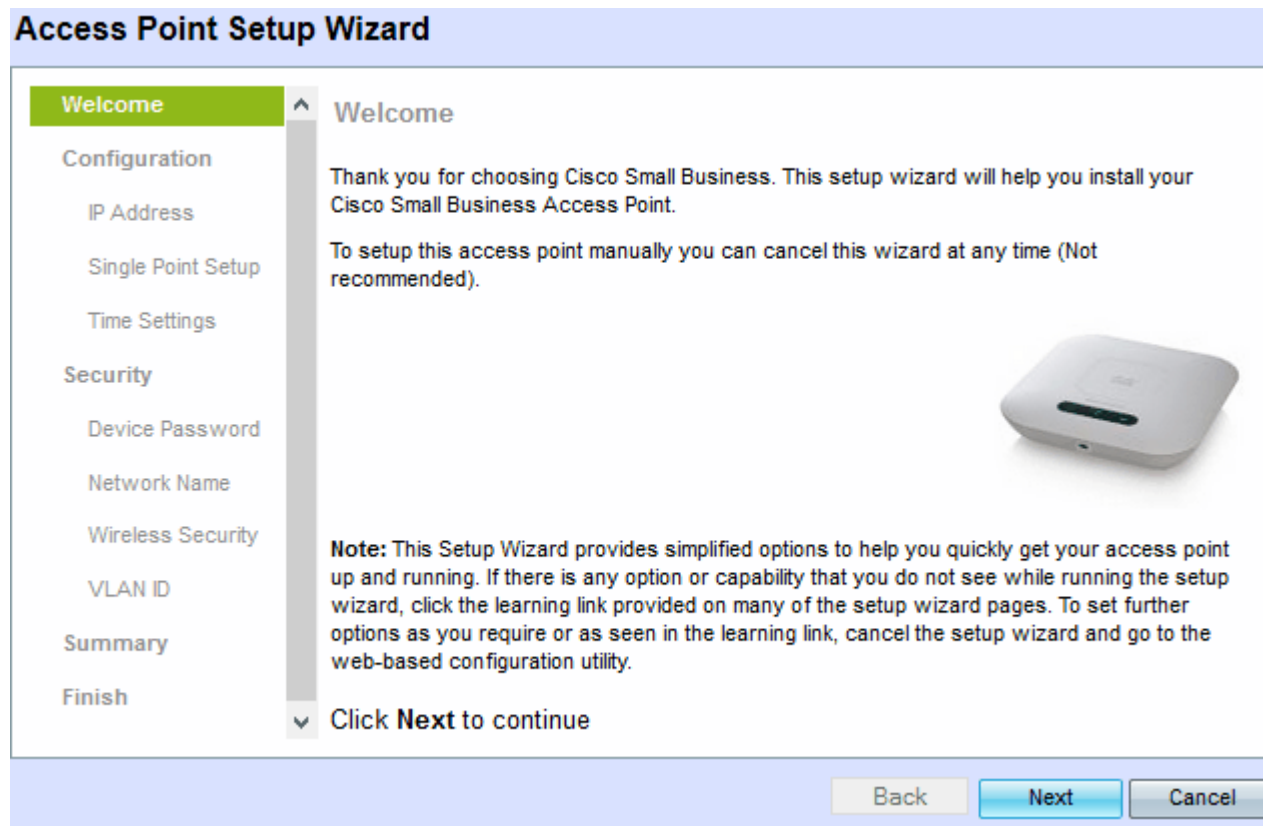 Access Point Setup Wizard
Welcome
Configuration
IP Address
Single Point Setup
Time Settings
Security
Device Password
Network Name
Wireless Security
VLAN ID
Summary
Finish
Welcome
Thank you for choosing Cisco Small Business. This setup wizard will help you install your
Cisco Small Business Access Point.
To setup this access point manually you can cancel this wizard at any time (Not
recommended).
Note: This Setup Wizard provides simplified options to help you quickly get your access point
up and running. If there is any option or capability that you do not see while running the setup
wizard, click the learning link provided on many of the setup wizard pages. To set further
options as you require or as seen in the learning link, cancel the setup wizard and go to the
web-based configuration utility.
Click Next to continue
Back
Next
Cancel